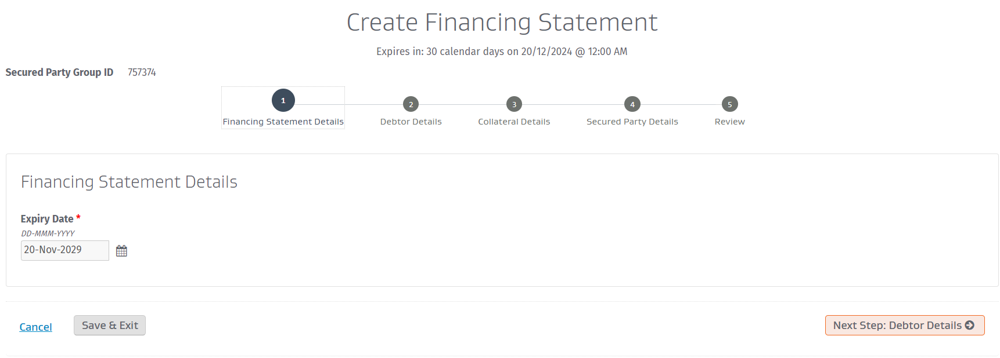 Create Financing Statement
Expires in: 30 calendar days on 20/12/2024 @ 12:00 AM
Secured Party Group ID 757374
1 2 3 4 5
Financing Statement Details Debtor Details Collateral Details Secured Party Details Review
Financing Statement Details
Expiry Date *
DD-MMM-YYYY
20-Nov-2029
Cancel Save & Exit Next Step: Debtor Details